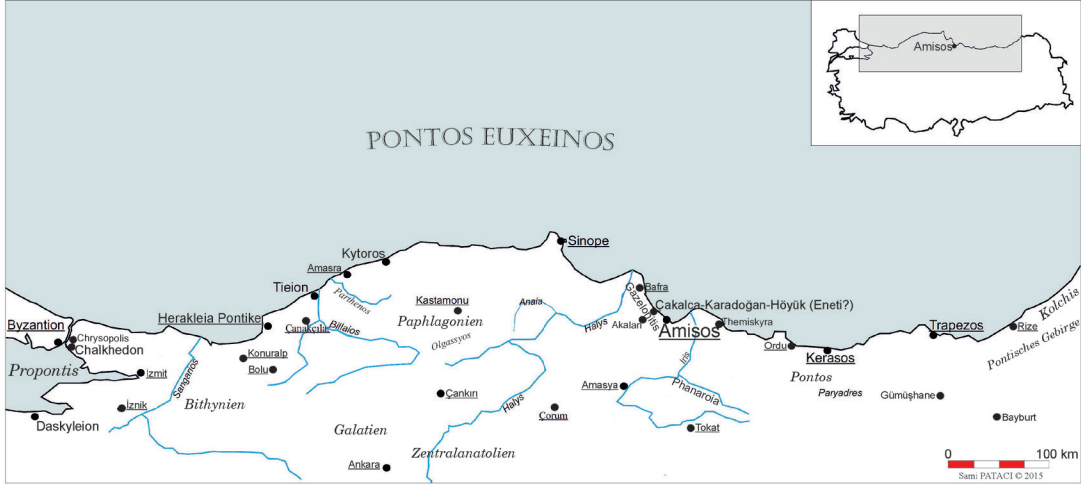 Amisos
PONTOS EUXEINOS
Sinope
Kytoros
Amasra
Tieion
Parthenos
Herakleia Pontike
Çanakçılar
Billaios
Kastamonu
Paphlagonien
Olgassyos
Anaia
Halys
Bafra
Gazelonitis
Çakalca-Karadoğan-Höyük (Eneti?)
Akalan
Amisos
Themiskyra
Iris
Byzantion
Chrysopolis
Chalkhedon
Propontis
İzmit
İznik
Daskyleion
Sangarios
Bithynien
Konuralp
Bolu
Çankırı
Galatien
Ankara
Zentralanatolien
Halys
Çorum
Amasya
Phanaroia
Tokat
Ordu
Kerasos
Pontos
Paryadres
Trapezos
Rize
Kolchis
Pontisches Gebirge
Gümüşhane
Bayburt
0 100 km
Sami PATACI © 2015